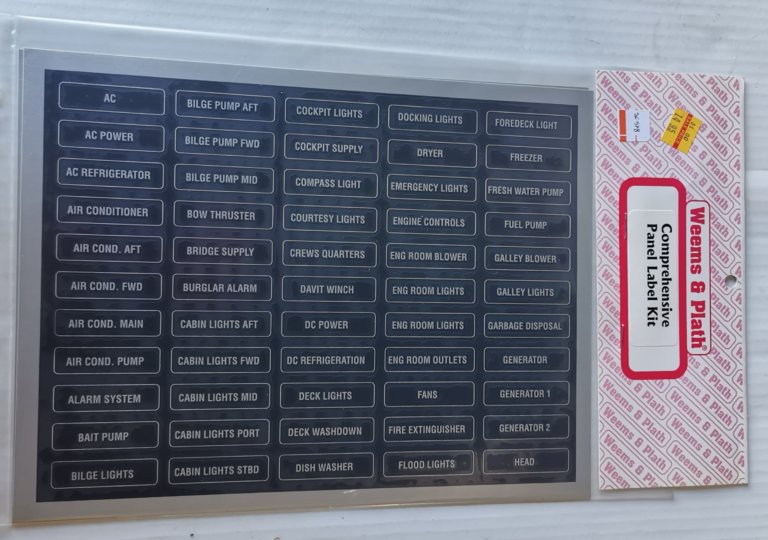 AC
AC POWER
AC REFRIGERATOR
AIR CONDITIONER
AIR COND. AFT
AIR COND. FWD
AIR COND. MAIN
AIR COND. PUMP
ALARM SYSTEM
BAIT PUMP
BILGE LIGHTS
BILGE PUMP AFT
BILGE PUMP FWD
BILGE PUMP MID
BOW THRUSTER
BRIDGE SUPPLY
BURGLAR ALARM
CABIN LIGHTS AFT
CABIN LIGHTS FWD
CABIN LIGHTS MID
CABIN LIGHTS PORT
CABIN LIGHTS STBD
COCKPIT LIGHTS
COCKPIT SUPPLY
COMPASS LIGHT
COURTESY LIGHTS
CREWS QUARTERS
DAVIT WINCH
DC POWER
DC REFRIGERATION
DECK LIGHTS
DECK WASHDOWN
DISH WASHER
DOCKING LIGHTS
DRYER
EMERGENCY LIGHTS
ENGINE CONTROLS
ENG ROOM BLOWER
ENG ROOM LIGHTS
ENG ROOM LIGHTS
ENG ROOM OUTLETS
FANS
FIRE EXTINGUISHER
FLOOD LIGHTS
FOREDECK LIGHT
FREEZER
FRESH WATER PUMP
FUEL PUMP
GALLEY BLOWER
GALLEY LIGHTS
GARBAGE DISPOSAL
GENERATOR
GENERATOR 1
GENERATOR 2
HEAD
Weems & Plath®
Comprehensive
Panel Label Kit